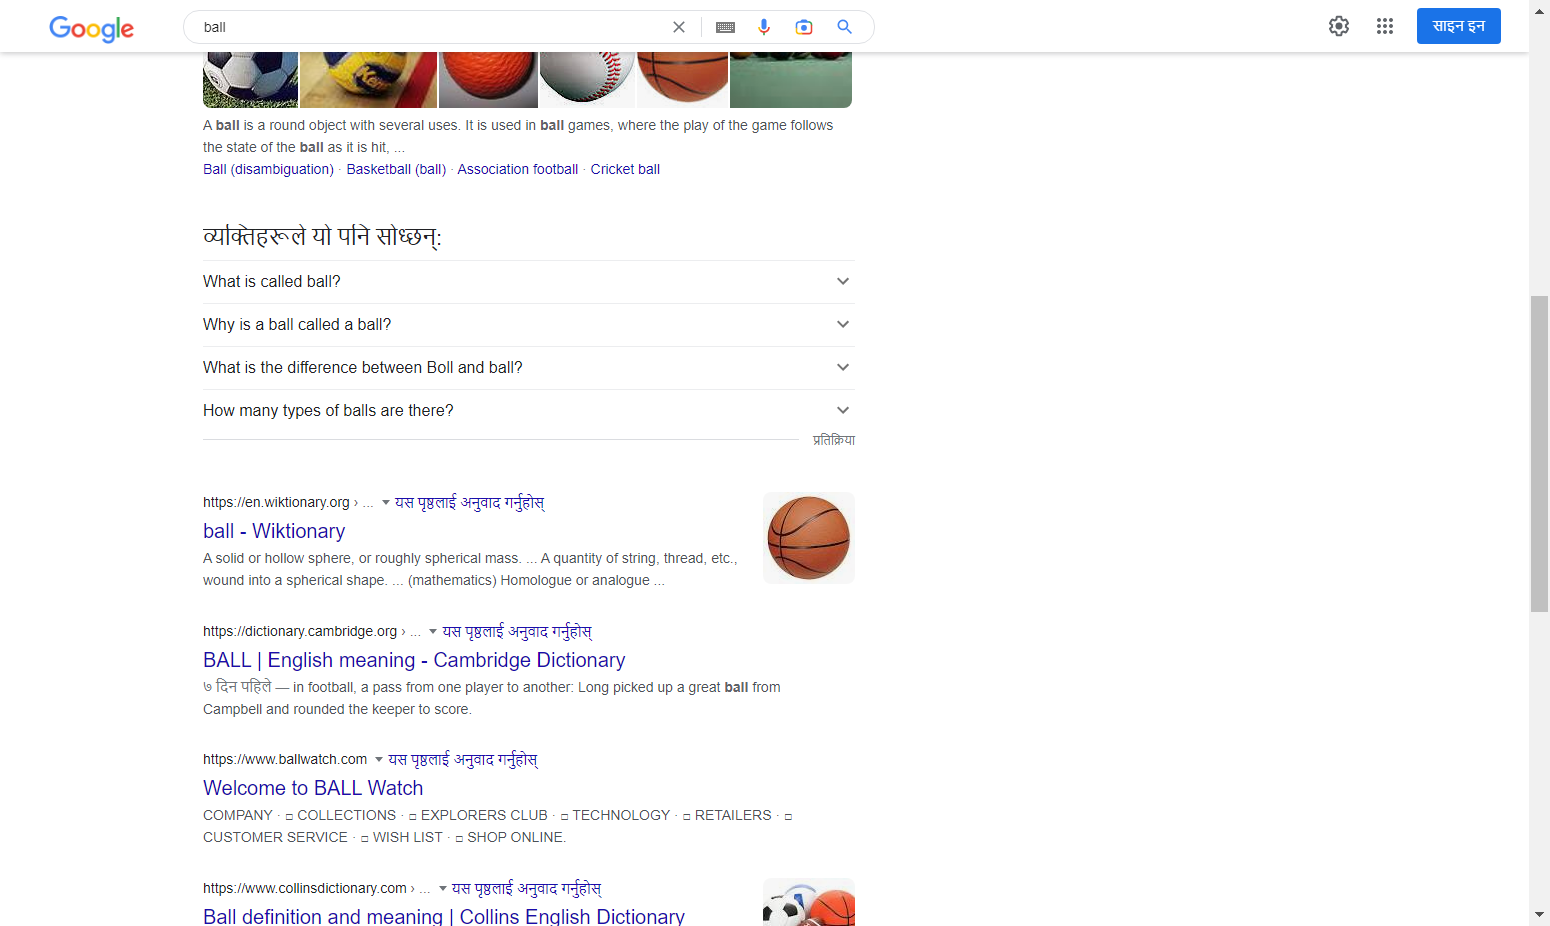 Google
ball
साइन इन
A ball is a round object with several uses. It is used in ball games, where the play of the game follows
the state of the ball as it is hit, ...
Ball (disambiguation) · Basketball (ball) · Association football · Cricket ball
व्यक्तिहरूले यो पनि सोध्छन्:
What is called ball?
Why is a ball called a ball?
What is the difference between Boll and ball?
How many types of balls are there?
प्रतिक्रिया
https://en.wiktionary.org › ... यस पृष्ठलाई अनुवाद गर्नुहोस्
ball - Wiktionary
A solid or hollow sphere, or roughly spherical mass. ... A quantity of string, thread, etc.,
wound into a spherical shape. ... (mathematics) Homologue or analogue ...
https://dictionary.cambridge.org › ... यस पृष्ठलाई अनुवाद गर्नुहोस्
BALL | English meaning - Cambridge Dictionary
७ दिन पहिले — in football, a pass from one player to another: Long picked up a great ball from
Campbell and rounded the keeper to score.
https://www.ballwatch.com यस पृष्ठलाई अनुवाद गर्नुहोस्
Welcome to BALL Watch
COMPANY · □ COLLECTIONS · □ EXPLORERS CLUB · □ TECHNOLOGY · □ RETAILERS · □
CUSTOMER SERVICE · □ WISH LIST · □ SHOP ONLINE.
https://www.collinsdictionary.com › ... यस पृष्ठलाई अनुवाद गर्नुहोस्
Ball definition and meaning | Collins English Dictionary